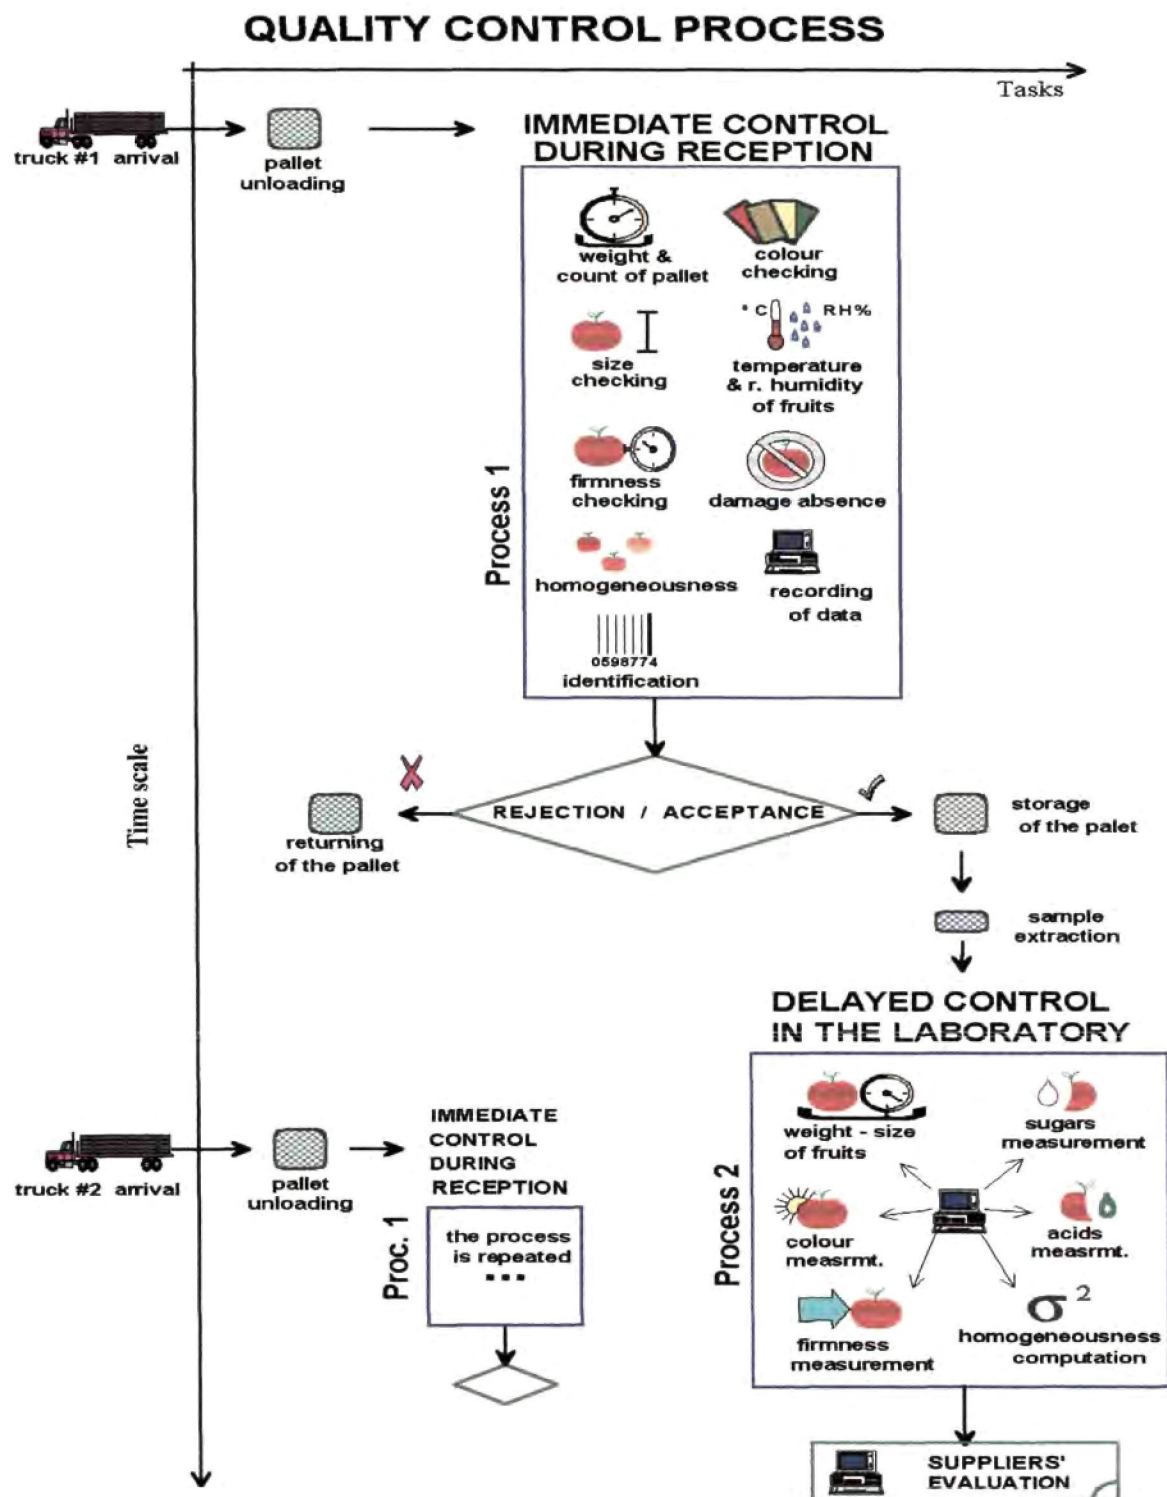 QUALITY CONTROL PROCESS
Tasks
truck #1 arrival
pallet
unloading
IMMEDIATE CONTROL
DURING RECEPTION
weight &
count of pallet
colour
checking
size
checking
° C
RH%
temperature
& r. humidity
of fruits
firmness
checking
damage absence
Process 1
homogeneousness
recording
of data
0598774
identification
Time scale
REJECTION / ACCEPTANCE
returning
of the pallet
storage
of the palet
sample
extraction
DELAYED CONTROL
IN THE LABORATORY
truck #2 arrival
pallet
unloading
IMMEDIATE
CONTROL
DURING
RECEPTION
Proc. 1
the process
is repeated
...
Process 2
weight - size
of fruits
sugars
measurement
colour
measrmt.
acids
measrmt.
firmness
measurement
σ 2
homogeneousness
computation
SUPPLIERS'
EVALUATION